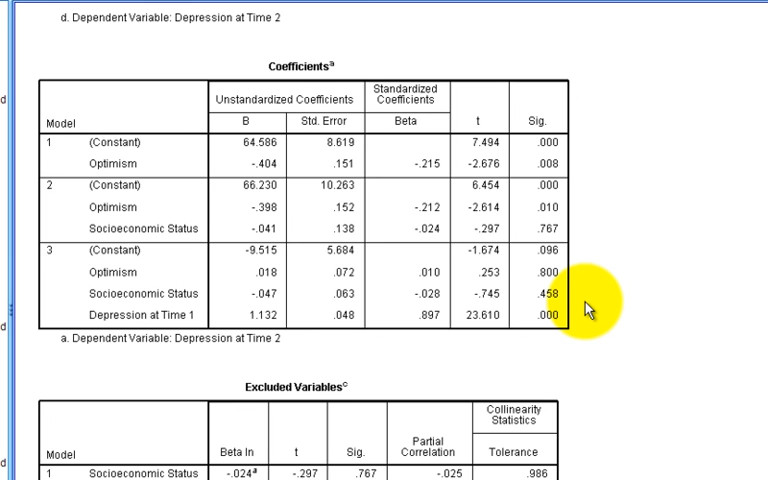 d. Dependent Variable: Depression at Time 2
Coefficientsa
Model Unstandardized Coefficients Standardized Coefficients t Sig.
B Std. Error Beta
1 (Constant) 64.586 8.619 7.494 .000
Optimism -.404 .151 -.215 -2.676 .008
2 (Constant) 66.230 10.263 6.454 .000
Optimism -.398 .152 -.212 -2.614 .010
Socioeconomic Status -.041 .138 -.024 -.297 .767
3 (Constant) -9.515 5.684 -1.674 .096
Optimism .018 .072 .010 .253 .800
Socioeconomic Status -.047 .063 -.028 -.745 .458
Depression at Time 1 1.132 .048 .897 23.610 .000
a. Dependent Variable: Depression at Time 2
Excluded Variablesc
Model Beta In t Sig. Partial Correlation Collinearity Statistics
Tolerance
1 Socioeconomic Status -.024a -.297 .767 -.025 .986